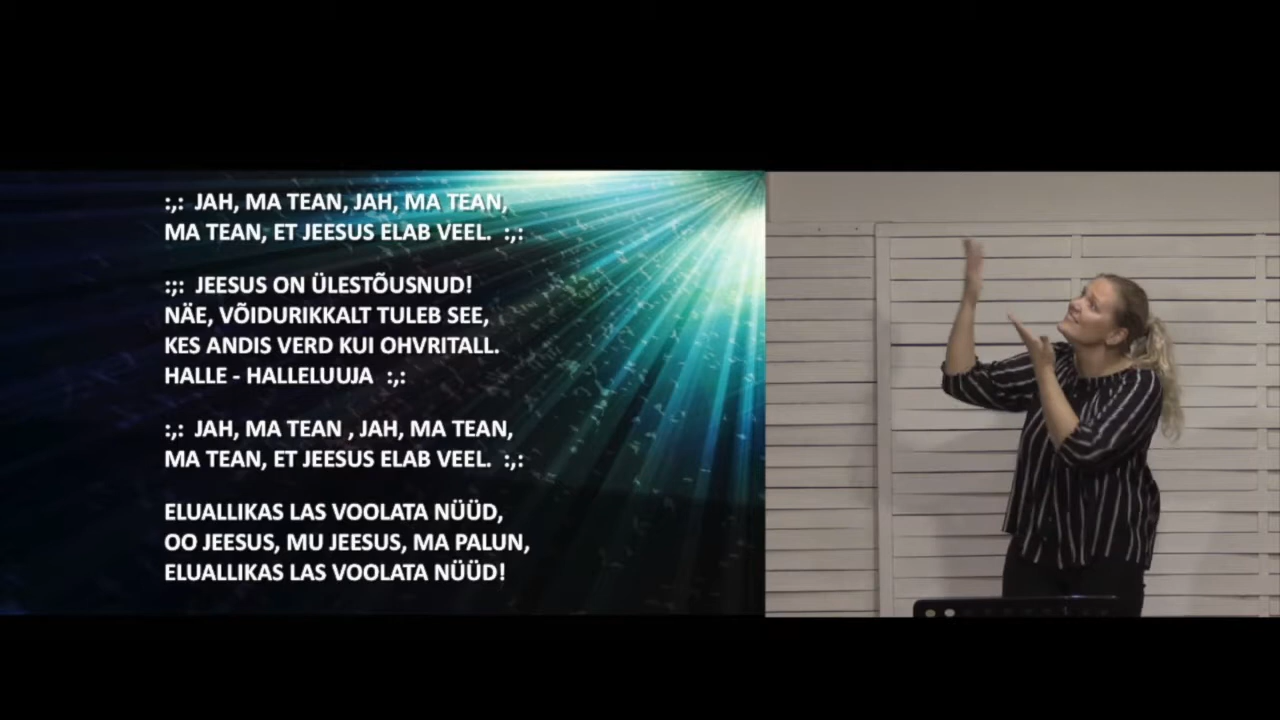 :,: JAH, MA TEAN, JAH, MA TEAN,
MA TEAN, ET JEESUS ELAB VEEL. :,:
:,: JEESUS ON ÜLESTÕUSNUD!
NÄE, VÕIDURIKKALT TULEB SEE,
KES ANDIS VERD KUI OHVRITALL.
HALLE - HALLELUUJA :,:
:,: JAH, MA TEAN , JAH, MA TEAN,
MA TEAN, ET JEESUS ELAB VEEL. :,:
ELUALLIKAS LAS VOOLATA NÜÜD,
OO JEESUS, MU JEESUS, MA PALUN,
ELUALLIKAS LAS VOOLATA NÜÜD!